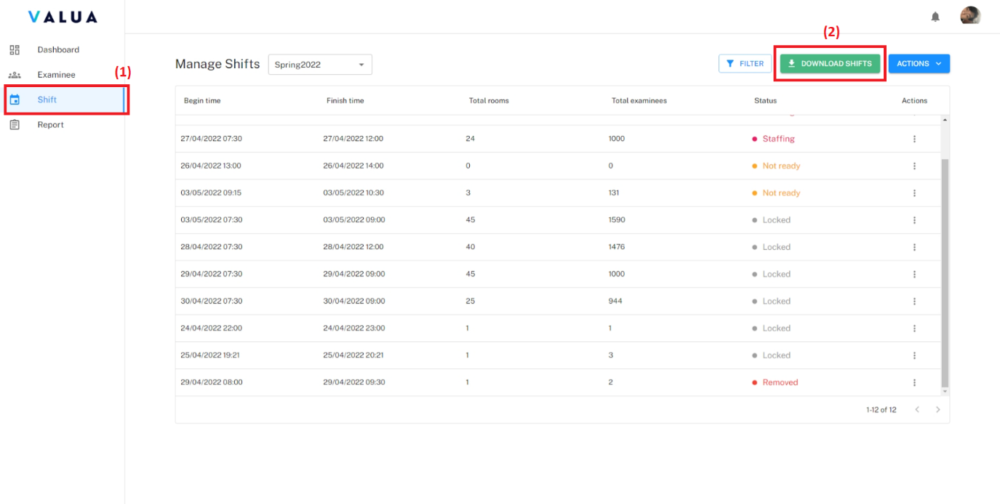 VALUA
(2)
Dashboard
Manage Shifts Spring2022 FILTER DOWNLOAD SHIFTS ACTIONS
Examinee (1)
Shift
Report
Begin time Finish time Total rooms Total examinees Status Actions
27/04/2022 07:30 27/04/2022 12:00 24 1000 Staffing
26/04/2022 13:00 26/04/2022 14:00 0 0 Not ready
03/05/2022 09:15 03/05/2022 10:30 3 131 Not ready
03/05/2022 07:30 03/05/2022 09:00 45 1590 Locked
28/04/2022 07:30 28/04/2022 12:00 40 1476 Locked
29/04/2022 07:30 29/04/2022 09:00 45 1000 Locked
30/04/2022 07:30 30/04/2022 09:00 25 944 Locked
24/04/2022 22:00 24/04/2022 23:00 1 1 Locked
25/04/2022 19:21 25/04/2022 20:21 1 3 Locked
29/04/2022 08:00 29/04/2022 09:30 1 2 Removed
1-12 of 12